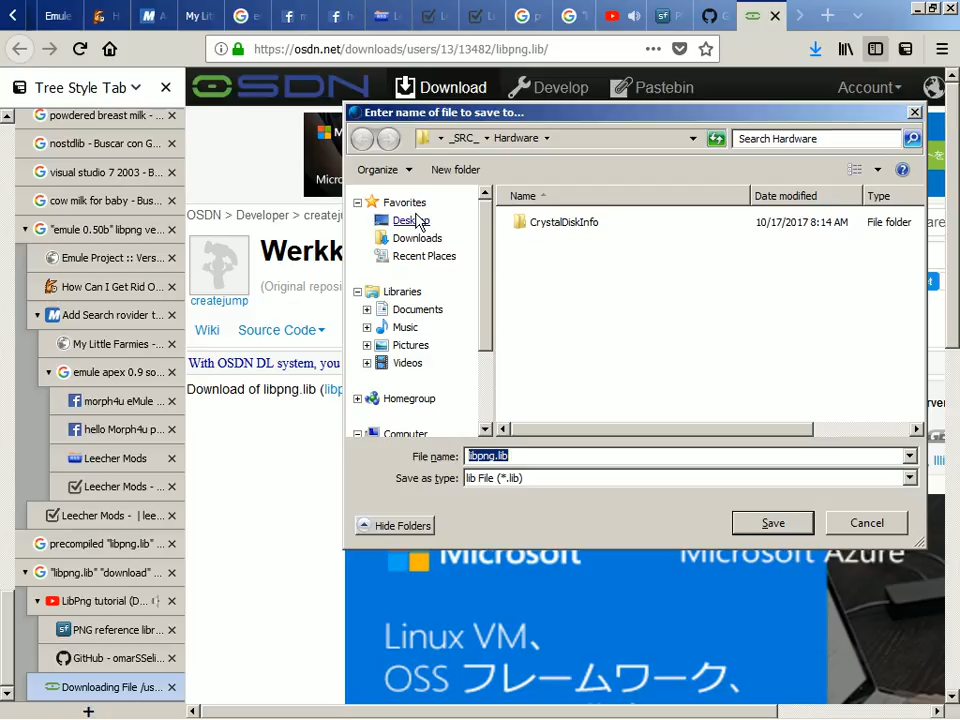 Emule
My Lit
https://osdn.net/downloads/users/13/13482/libpng.lib/
Tree Style Tab
OSDN
Download
Develop
Pastebin
Account
powdered breast milk -
nostdlib - Buscar con G
visual studio 7 2003 - B
cow milk for baby - Bus
"emule 0.50b" libpng ve
Emule Project :: Vers
How Can I Get Rid O
Add Search rovider t
My Little Farmies -
emule apex 0.9 so
morph4u eMule
hello Morph4u p
Leecher Mods
Leecher Mods -
Leecher Mods - | lee
precompiled "libpng.lib"
"libpng.lib" "download"
LibPng tutorial (D
PNG reference libr
GitHub - omarSSeli
Downloading File /us
Micr
OSDN > Developer > createj
Werkk
(Original reposi
createjump
Wiki
Source Code
With OSDN DL system, you
Download of libpng.lib (lib
Enter name of file to save to...
_SRC_
Hardware
Search Hardware
Organize
New folder
Favorites
Desktop
Downloads
Recent Places
Libraries
Documents
Music
Pictures
Videos
Homegroup
Computer
Name
Date modified
Type
CrystalDiskInfo
10/17/2017 8:14 AM
File folder
File name:
libpng.lib
Save as type:
lib File (*.lib)
Hide Folders
Save
Cancel
Microsoft
Microsoft Azure
Linux VM、
OSS フレームワーク、